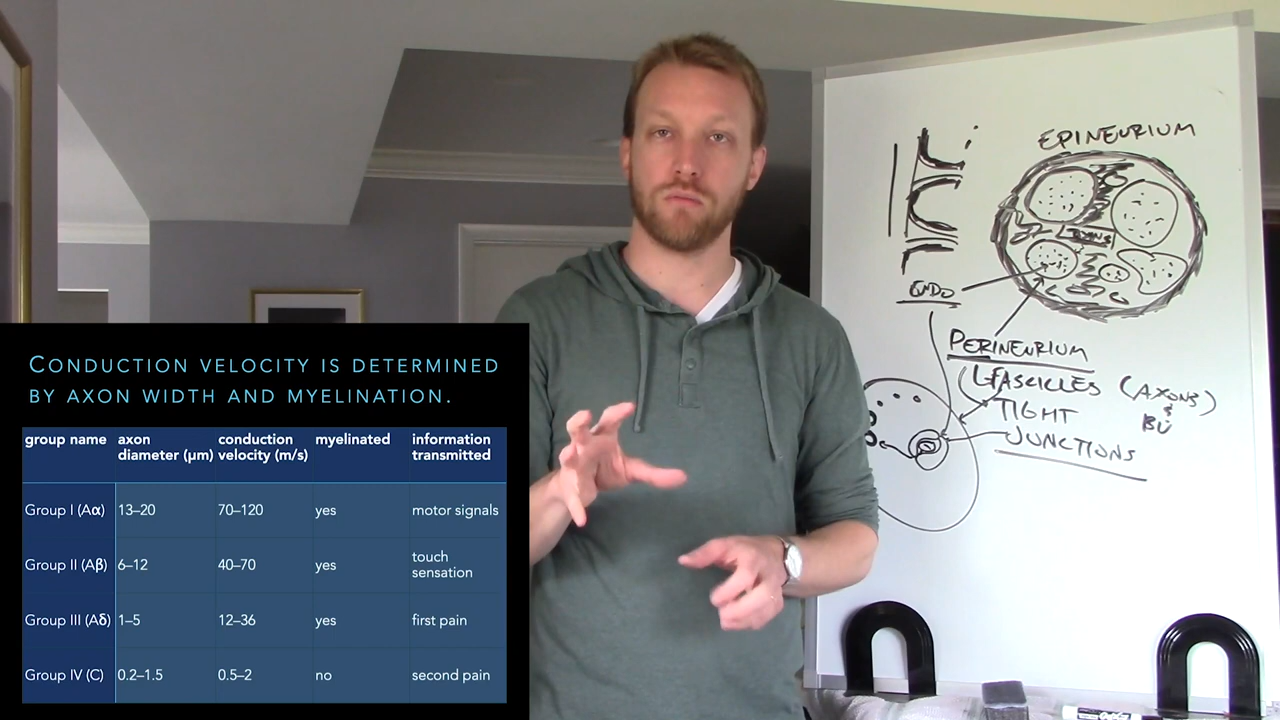 CONDUCTION VELOCITY IS DETERMINED
BY AXON WIDTH AND MYELINATION.
group name axon diameter (µm) conduction velocity (m/s) myelinated information transmitted
Group I (Aα) 13–20 70–120 yes motor signals
Group II (Aβ) 6–12 40–70 yes touch sensation
Group III (Aδ) 1–5 12–36 yes first pain
Group IV (C) 0.2–1.5 0.5–2 no second pain
EPINEURIUM
ENDO
PERINEURIUM
FASCICLES (AXONS)
& BV
TIGHT
JUNCTIONS